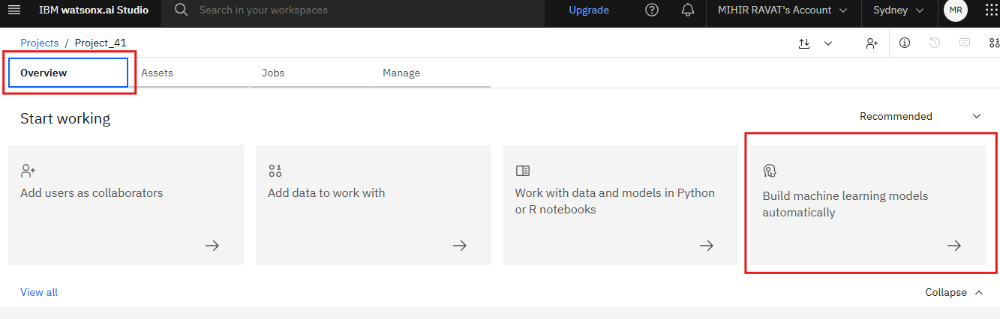 IBM watsonx.ai Studio
Search in your workspaces
Upgrade
MIHIR RAVAT's Account
Sydney
MR
Projects / Project_41
Overview
Assets
Jobs
Manage
Start working
Recommended
Add users as collaborators
Add data to work with
Work with data and models in Python
or R notebooks
Build machine learning models
automatically
View all
Collapse